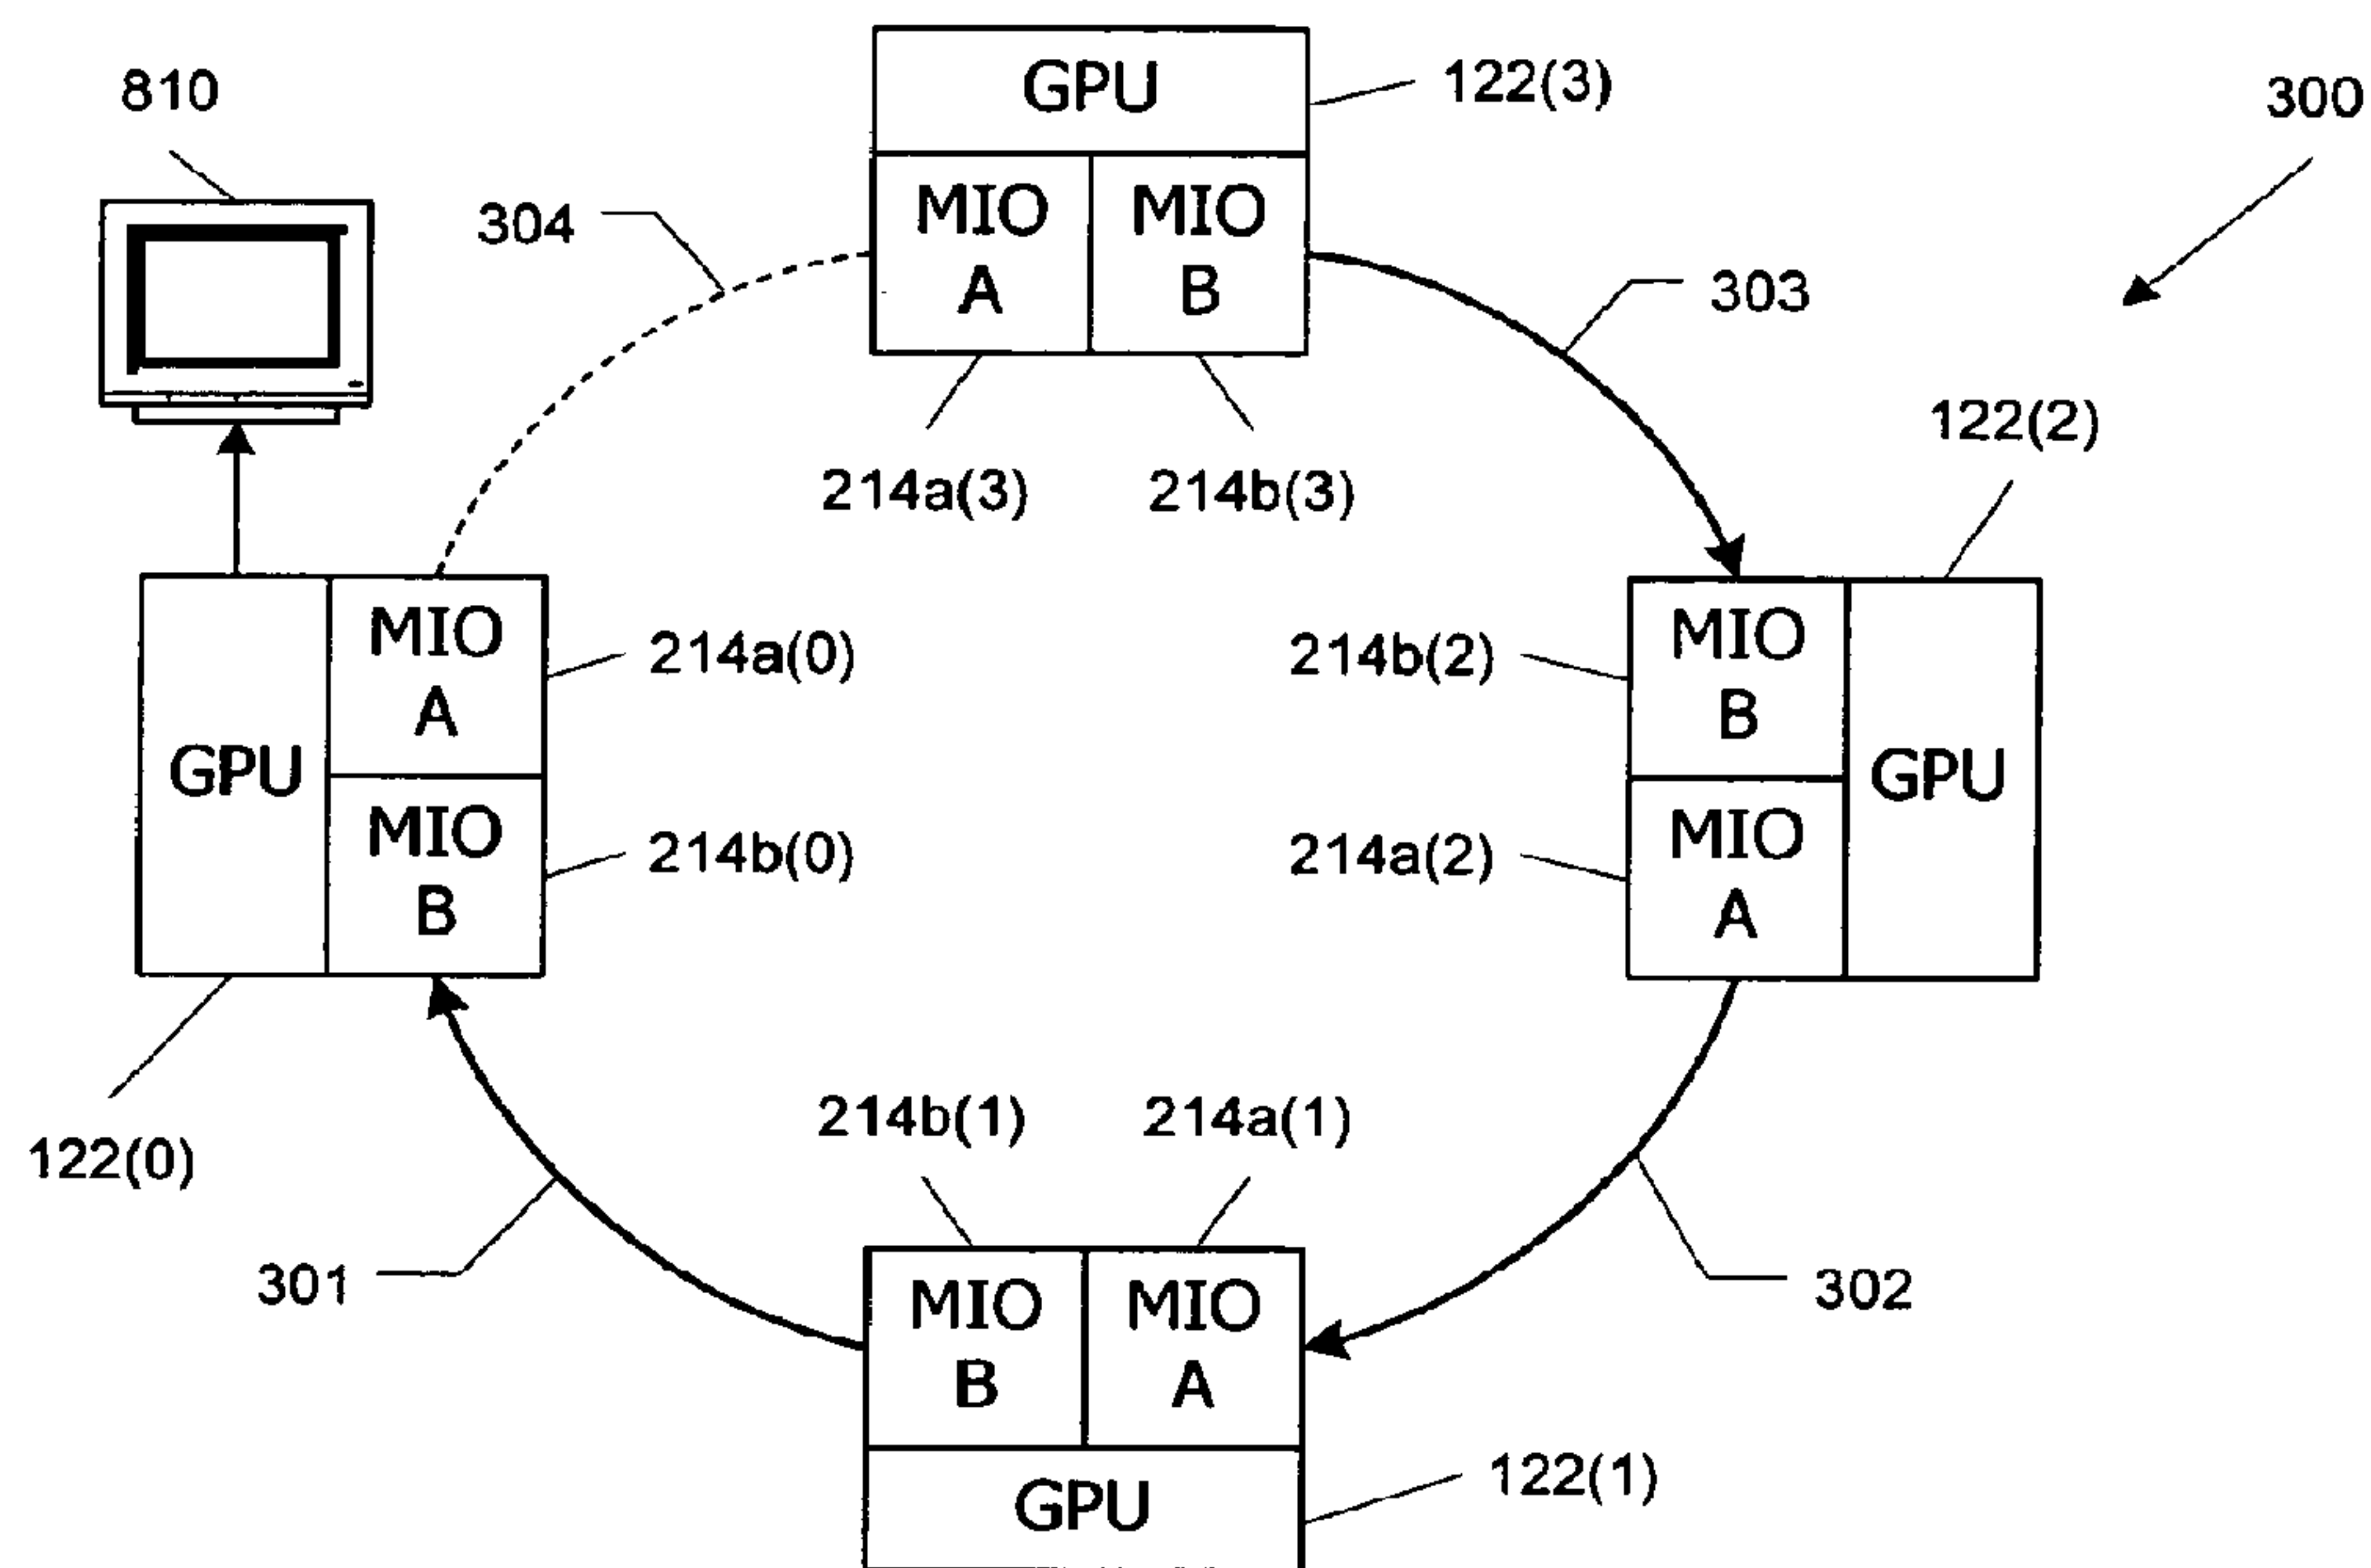 810
GPU
122(3)
300
MIO
A
MIO
B
304
303
122(2)
214a(3)
214b(3)
MIO
A
214a(0)
214b(2)
MIO
B
GPU
GPU
MIO
B
214b(0)
214a(2)
MIO
A
122(0)
214b(1)
214a(1)
301
302
MIO
B
MIO
A
GPU
122(1)